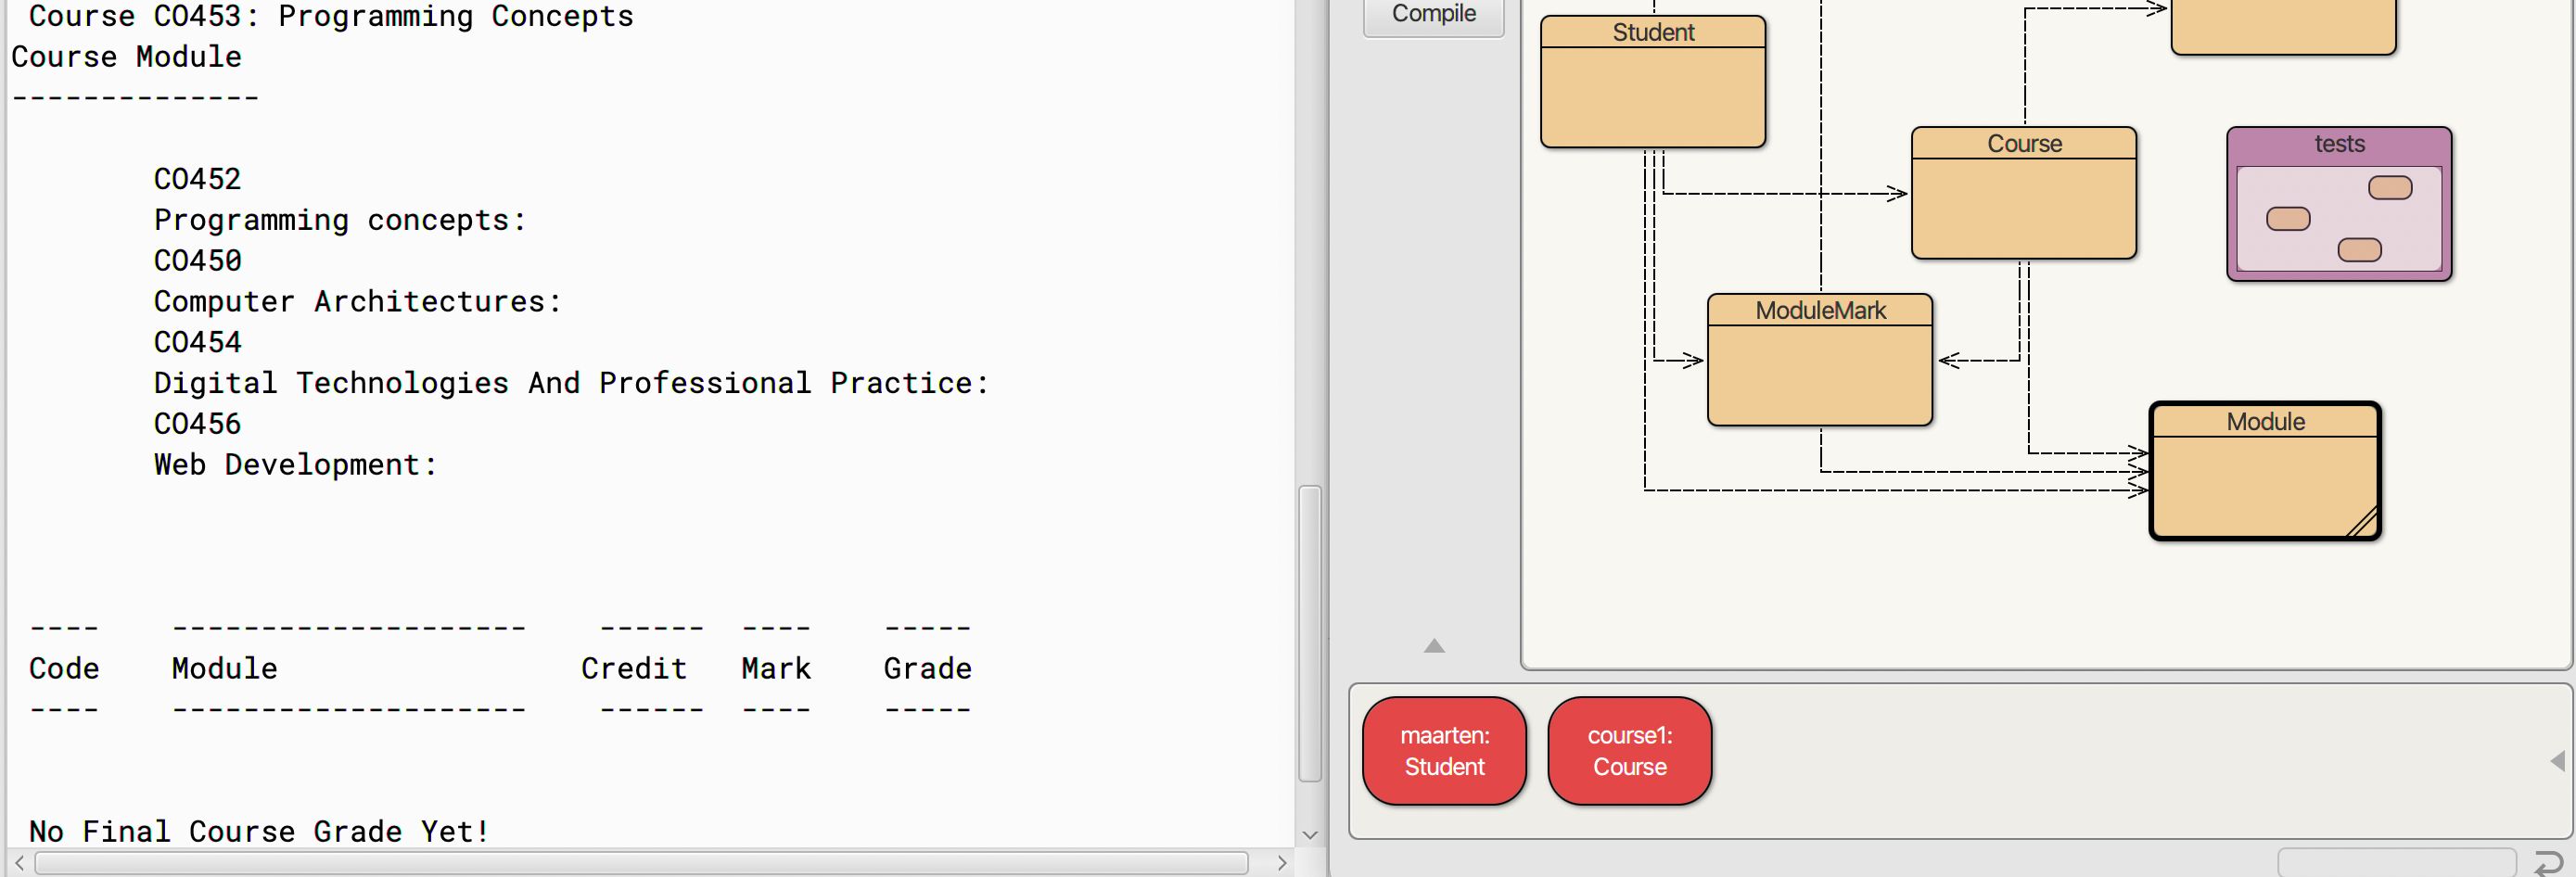 Course CO453: Programming Concepts
Course Module
--------------
CO452
Programming concepts:
CO450
Computer Architectures:
CO454
Digital Technologies And Professional Practice:
CO456
Web Development:
---- -------------------- ------ ---- -----
Code Module Credit Mark Grade
---- -------------------- ------ ---- -----
No Final Course Grade Yet!
Compile
Student
Course
tests
ModuleMark
Module
maarten:
Student
course1:
Course